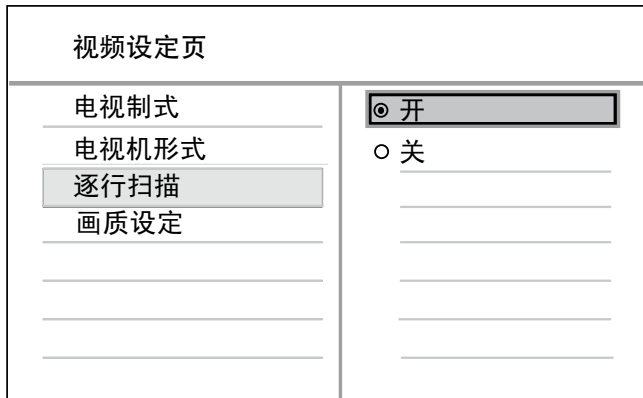 视频设定页
电视制式
电视机形式
逐行扫描
画质设定
开
关